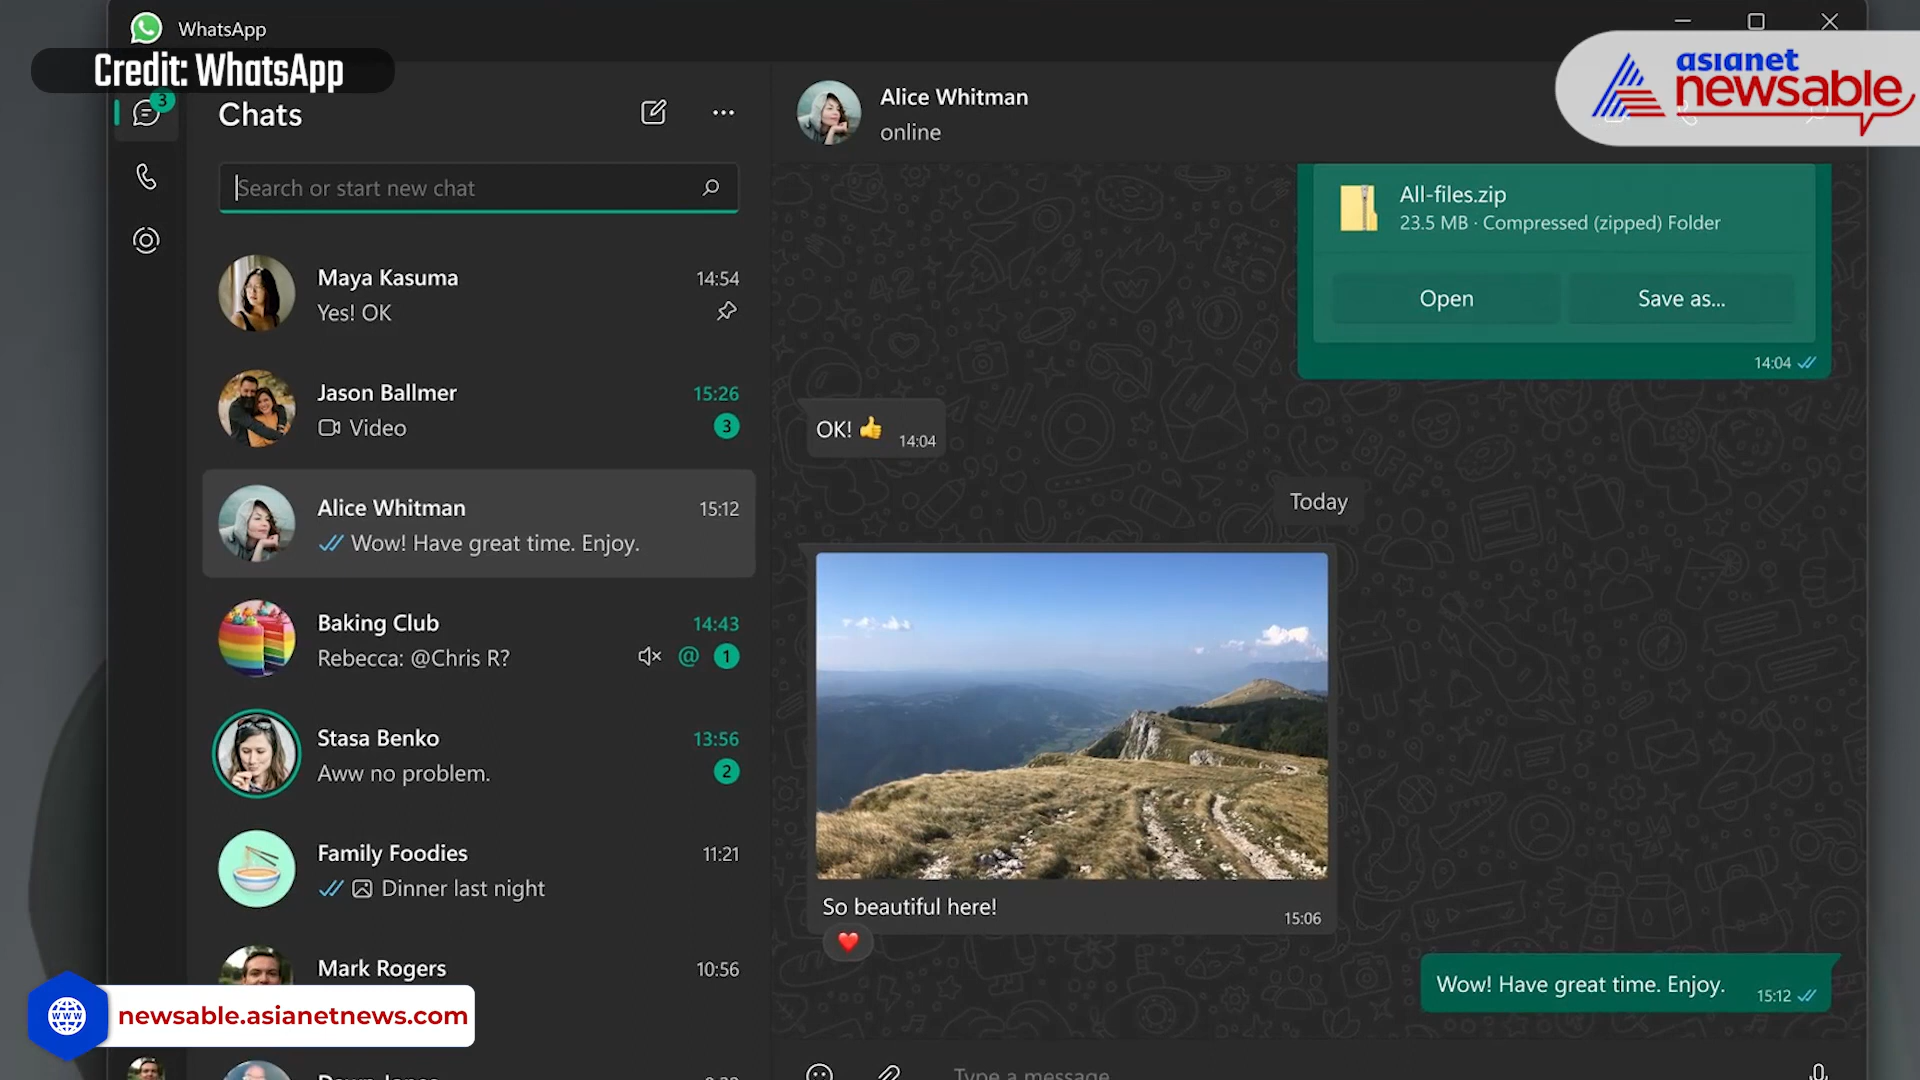 WhatsApp
Credit: WhatsApp
asianet
newsable
3
Chats
Search or start new chat
Maya Kasuma
14:54
Yes! OK
Jason Ballmer
15:26
Video
3
Alice Whitman
15:12
Wow! Have great time. Enjoy.
Baking Club
14:43
Rebecca: @Chris R?
@
1
Stasa Benko
13:56
Aww no problem.
2
Family Foodies
11:21
Dinner last night
Mark Rogers
10:56
www
newsable.asianetnews.com
Alice Whitman
online
All-files.zip
23.5 MB · Compressed (zipped) Folder
Open
Save as...
14:04
OK! 👍
14:04
Today
So beautiful here!
15:06
❤️
Wow! Have great time. Enjoy.
15:12
Type a message